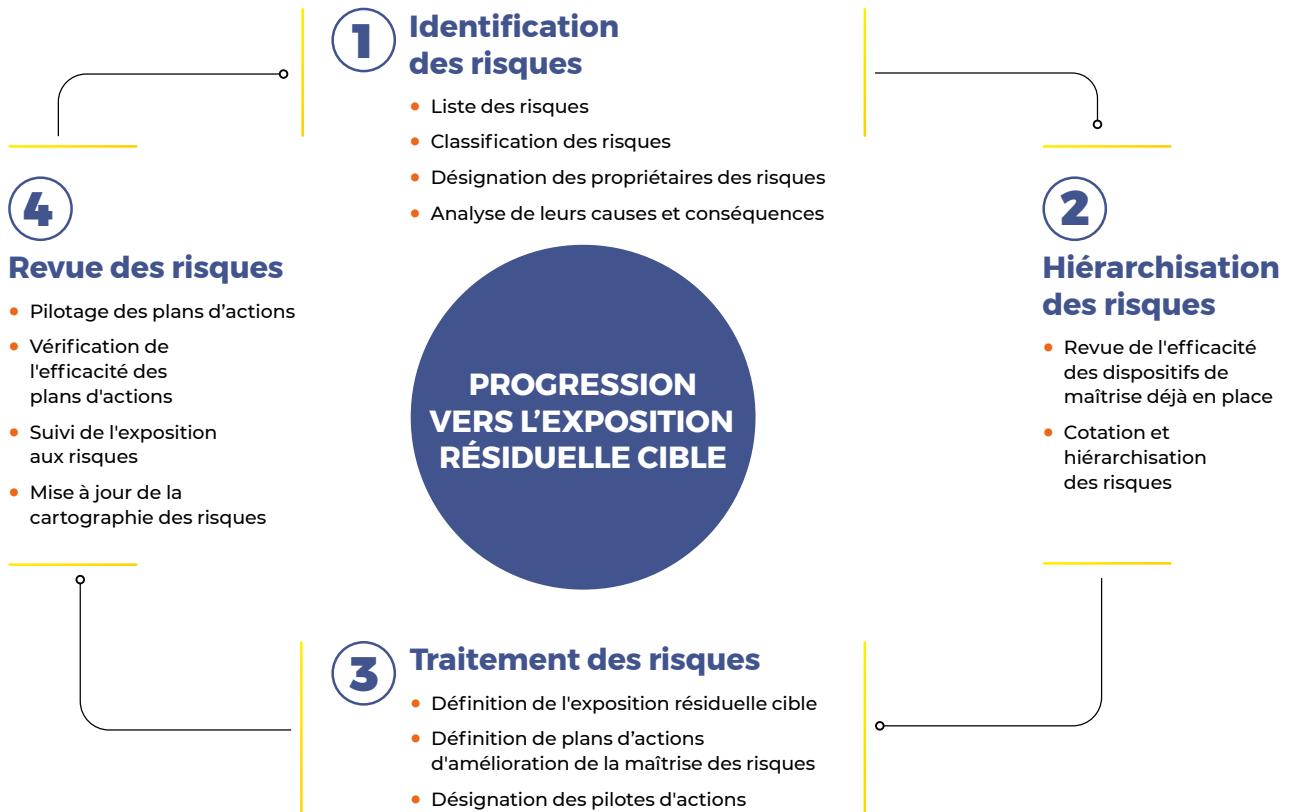 1
Identification
des risques
• Liste des risques
• Classification des risques
• Désignation des propriétaires des risques
• Analyse de leurs causes et conséquences
2
Hiérarchisation
des risques
• Revue de l'efficacité
des dispositifs de
maîtrise déjà en place
• Cotation et
hiérarchisation
des risques
3
Traitement des risques
• Définition de l'exposition résiduelle cible
• Définition de plans d’actions
d'amélioration de la maîtrise des risques
• Désignation des pilotes d'actions
4
Revue des risques
• Pilotage des plans d’actions
• Vérification de
l'efficacité des
plans d'actions
• Suivi de l'exposition
aux risques
• Mise à jour de la
cartographie des risques
PROGRESSION
VERS L’EXPOSITION
RÉSIDUELLE CIBLE